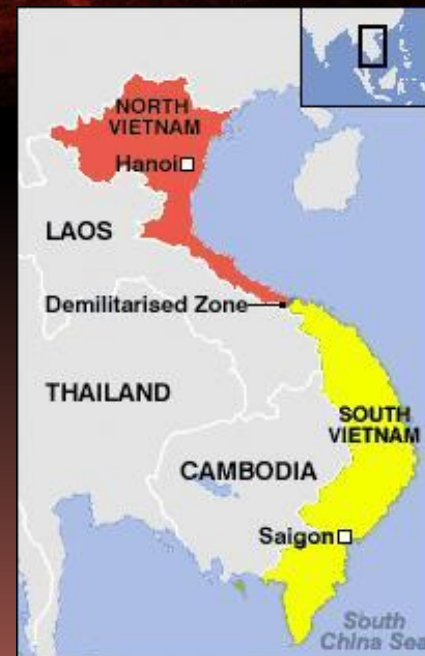 NORTH
VIETNAM
Hanoi
LAOS
Demilitarised Zone
THAILAND
SOUTH
VIETNAM
CAMBODIA
Saigon
South
China Sea